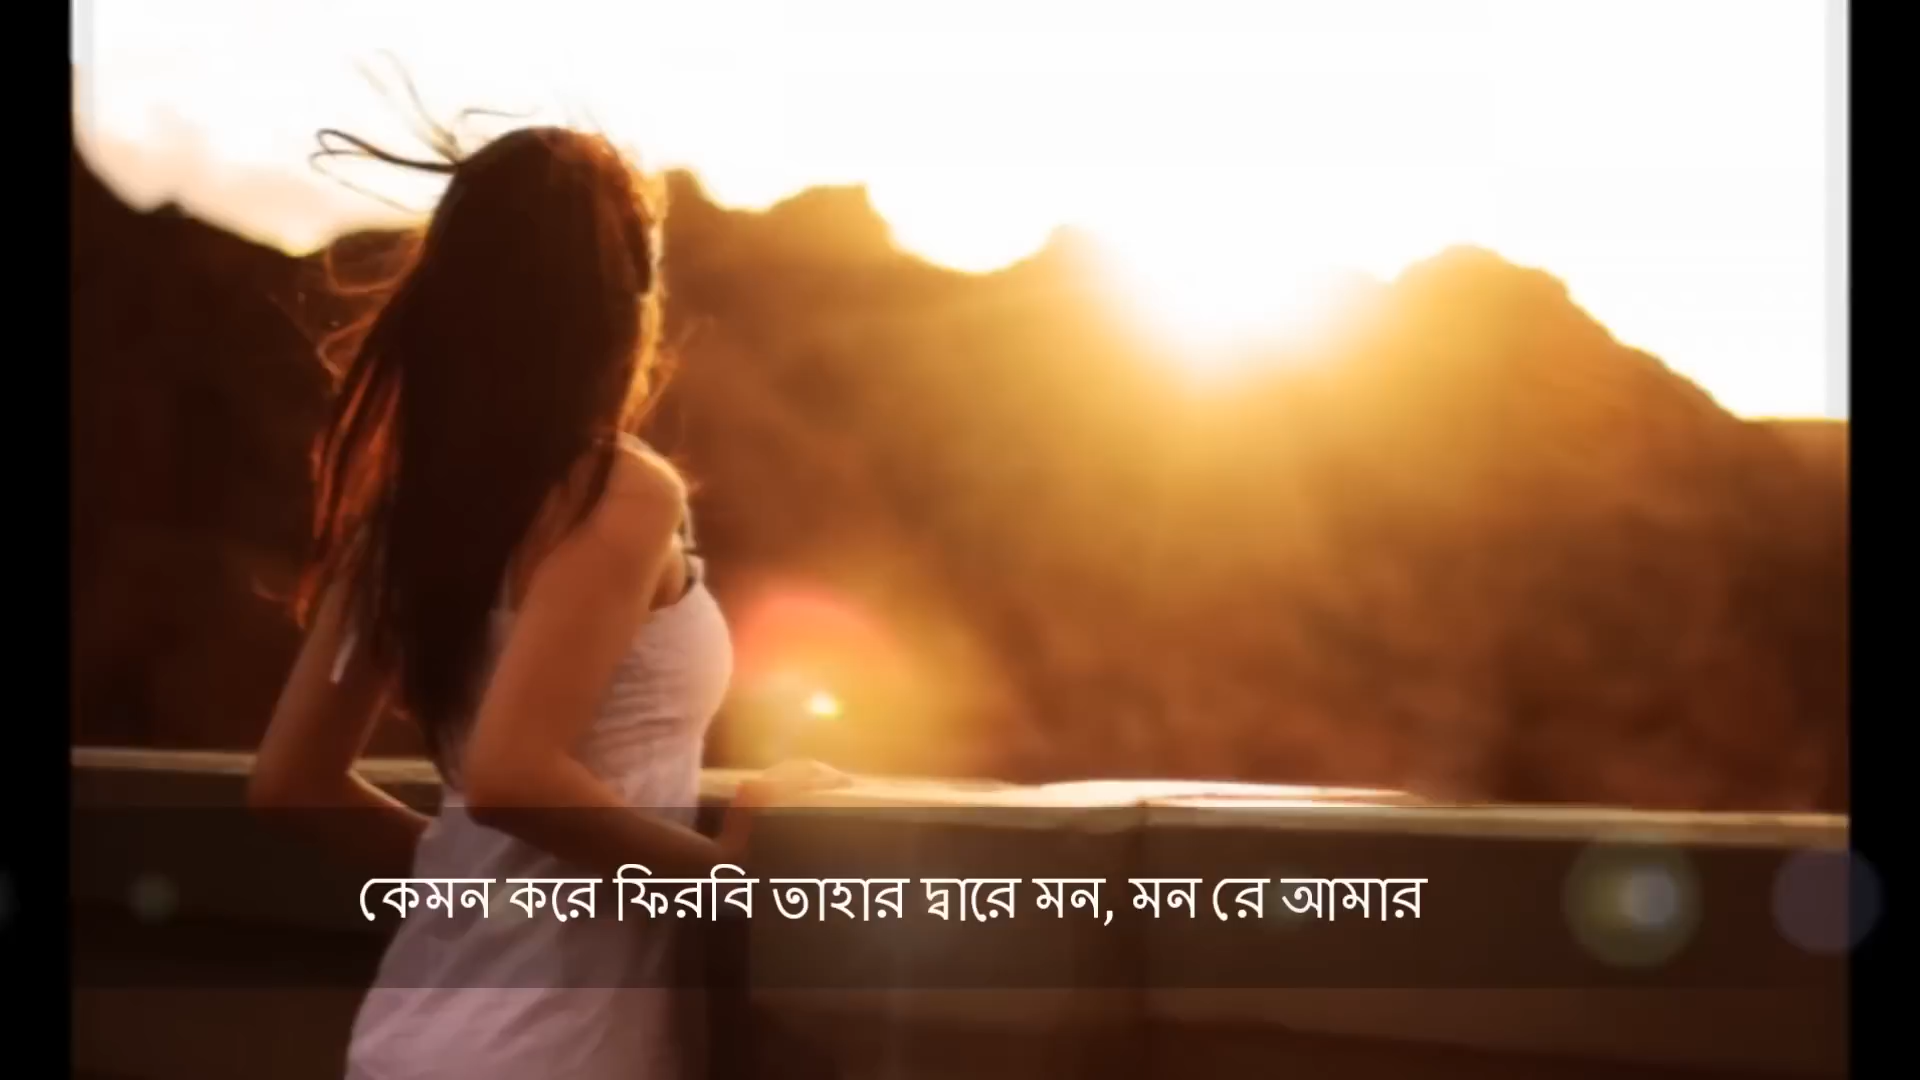 কেমন করে ফিরবি তাহার দ্বারে মন, মন রে আমার